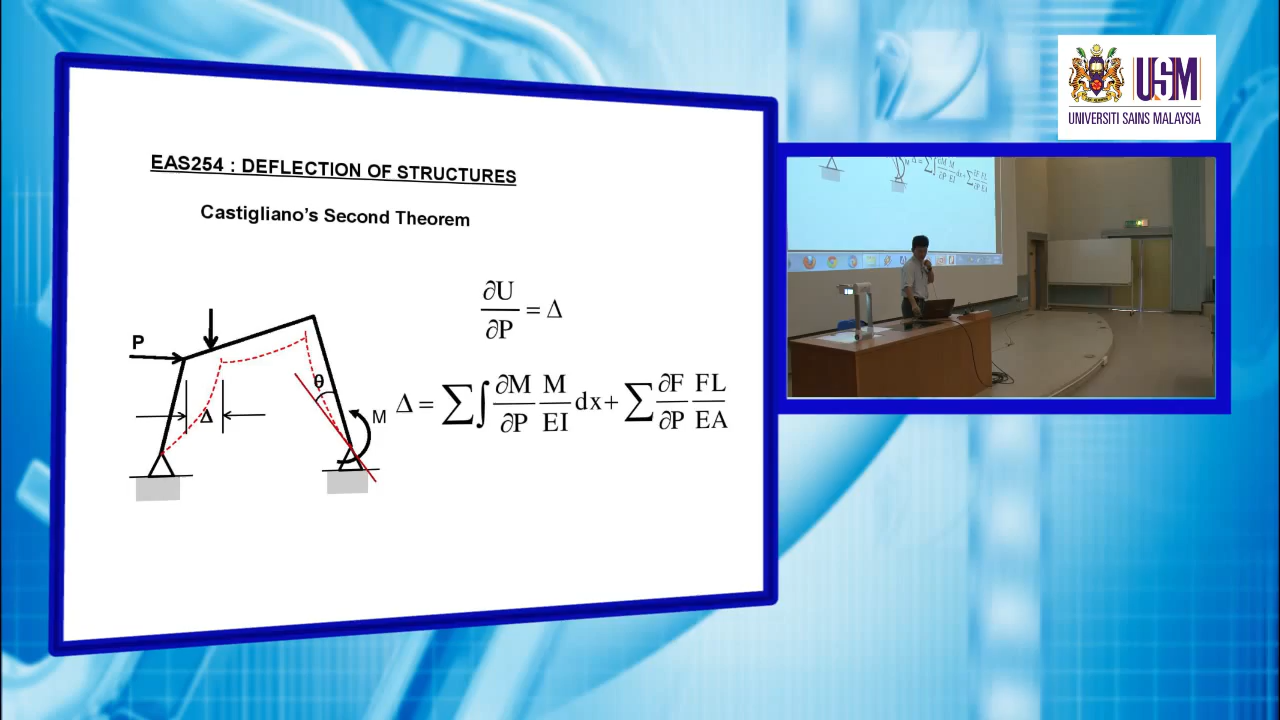 USM
UNIVERSITI SAINS MALAYSIA
EAS254 : DEFLECTION OF STRUCTURES
Castigliano's Second Theorem
∂U/∂P = Δ
P
θ
Δ
M
Δ = ∑∫ ∂M/∂P M/EI dx + ∑ ∂F/∂P FL/EA